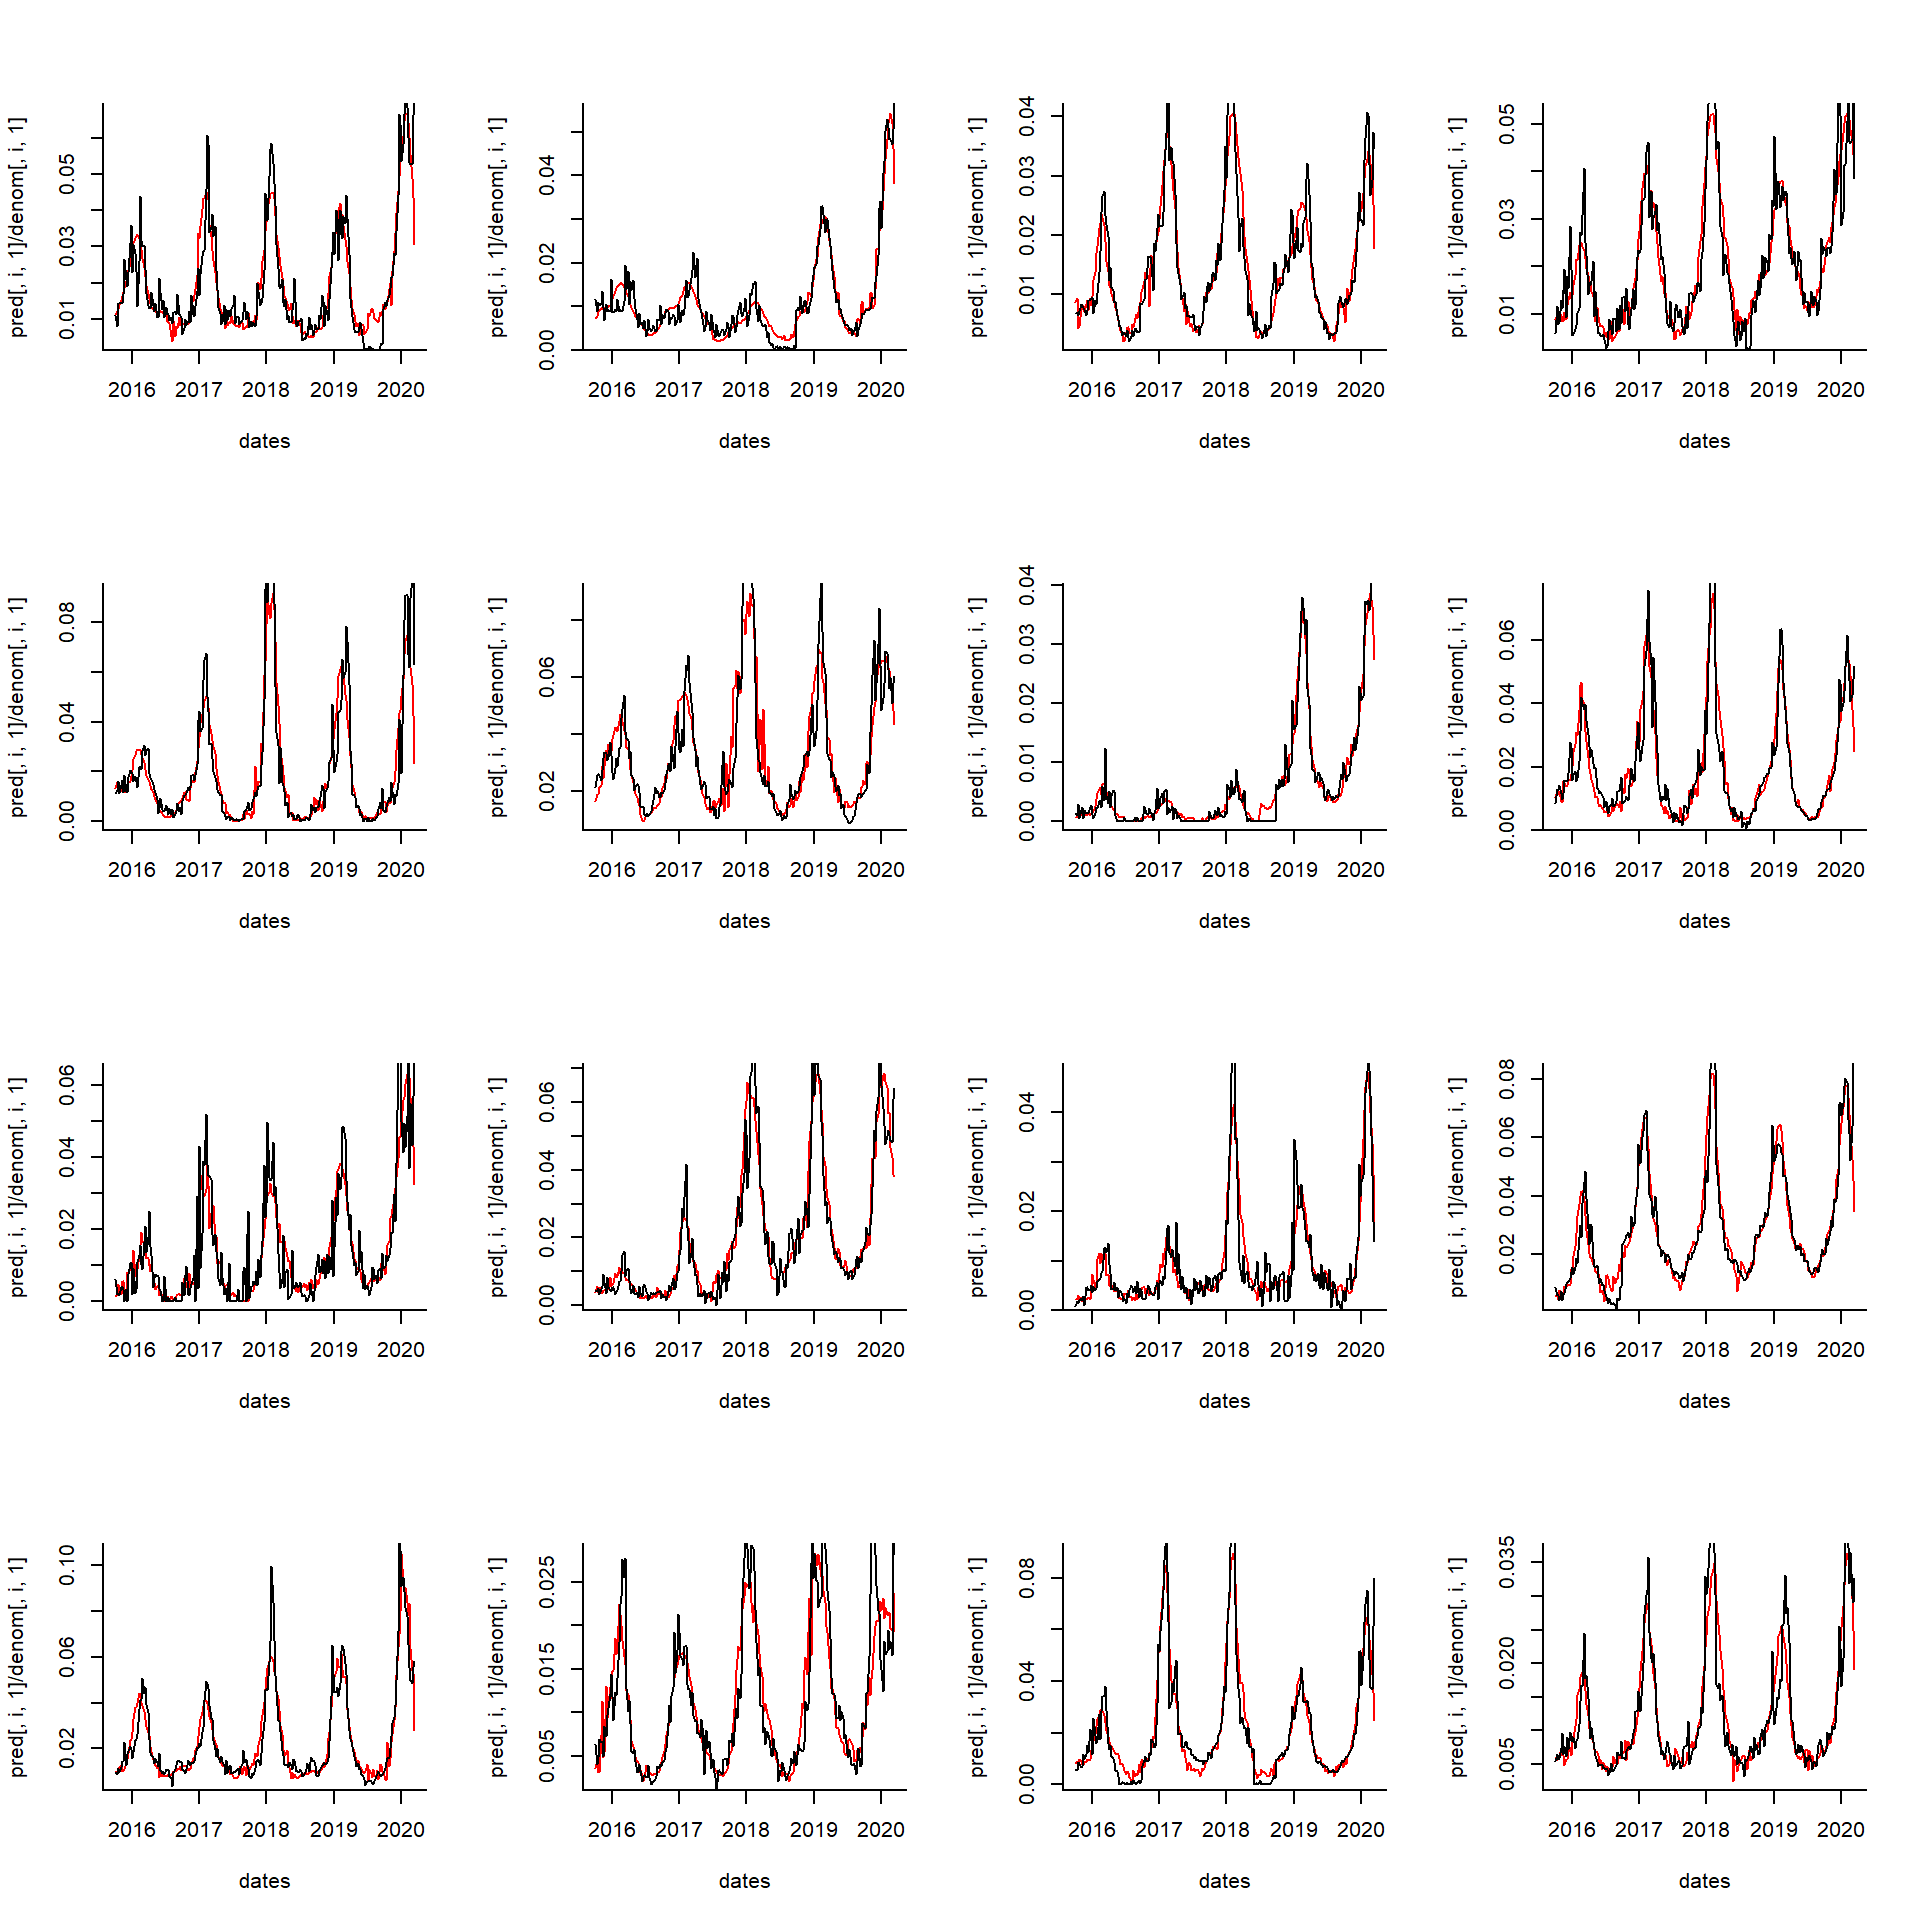 pred[, i, 1]/denom[, i, 1]
0.01 0.03 0.05
2016 2017 2018 2019 2020
dates
pred[, i, 1]/denom[, i, 1]
0.00 0.02 0.04
2016 2017 2018 2019 2020
dates
pred[, i, 1]/denom[, i, 1]
0.01 0.02 0.03 0.04
2016 2017 2018 2019 2020
dates
pred[, i, 1]/denom[, i, 1]
0.01 0.03 0.05
2016 2017 2018 2019 2020
dates
pred[, i, 1]/denom[, i, 1]
0.00 0.04 0.08
2016 2017 2018 2019 2020
dates
pred[, i, 1]/denom[, i, 1]
0.02 0.06
2016 2017 2018 2019 2020
dates
pred[, i, 1]/denom[, i, 1]
0.00 0.01 0.02 0.03 0.04
2016 2017 2018 2019 2020
dates
pred[, i, 1]/denom[, i, 1]
0.00 0.02 0.04 0.06
2016 2017 2018 2019 2020
dates
pred[, i, 1]/denom[, i, 1]
0.00 0.02 0.04 0.06
2016 2017 2018 2019 2020
dates
pred[, i, 1]/denom[, i, 1]
0.00 0.02 0.04 0.06
2016 2017 2018 2019 2020
dates
pred[, i, 1]/denom[, i, 1]
0.00 0.02 0.04
2016 2017 2018 2019 2020
dates
pred[, i, 1]/denom[, i, 1]
0.02 0.04 0.06 0.08
2016 2017 2018 2019 2020
dates
pred[, i, 1]/denom[, i, 1]
0.02 0.06 0.10
2016 2017 2018 2019 2020
dates
pred[, i, 1]/denom[, i, 1]
0.005 0.015 0.025
2016 2017 2018 2019 2020
dates
pred[, i, 1]/denom[, i, 1]
0.00 0.04 0.08
2016 2017 2018 2019 2020
dates
pred[, i, 1]/denom[, i, 1]
0.005 0.020 0.035
2016 2017 2018 2019 2020
dates